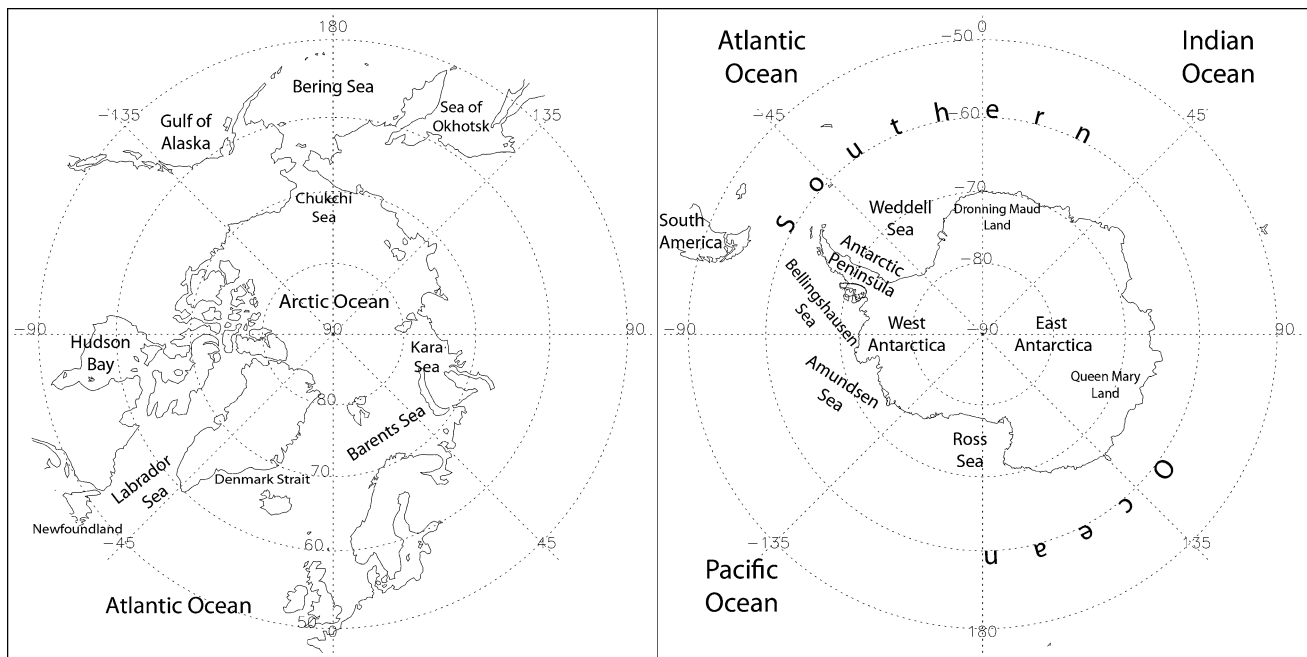 180
Bering Sea
Sea of
Okhotsk
Gulf of
Alaska
-135
135
Chukchi
Sea
Arctic Ocean
-90
90
90
Hudson
Bay
Kara
Sea
80
Barents Sea
70
Labrador
Sea
Denmark Strait
Newfoundland
-45
60
45
Atlantic Ocean
50
0
Atlantic
Ocean
-50
0
Indian
Ocean
-45
45
-60
Southern
-70
Weddell
Sea
Dronning Maud
Land
South
America
Antarctic
Peninsula
-80
Bellingshausen
Sea
-90
West
Antarctica
-90
East
Antarctica
90
Amundsen
Sea
Queen Mary
Land
Ross
Sea
Ocean
-135
135
Pacific
Ocean
180